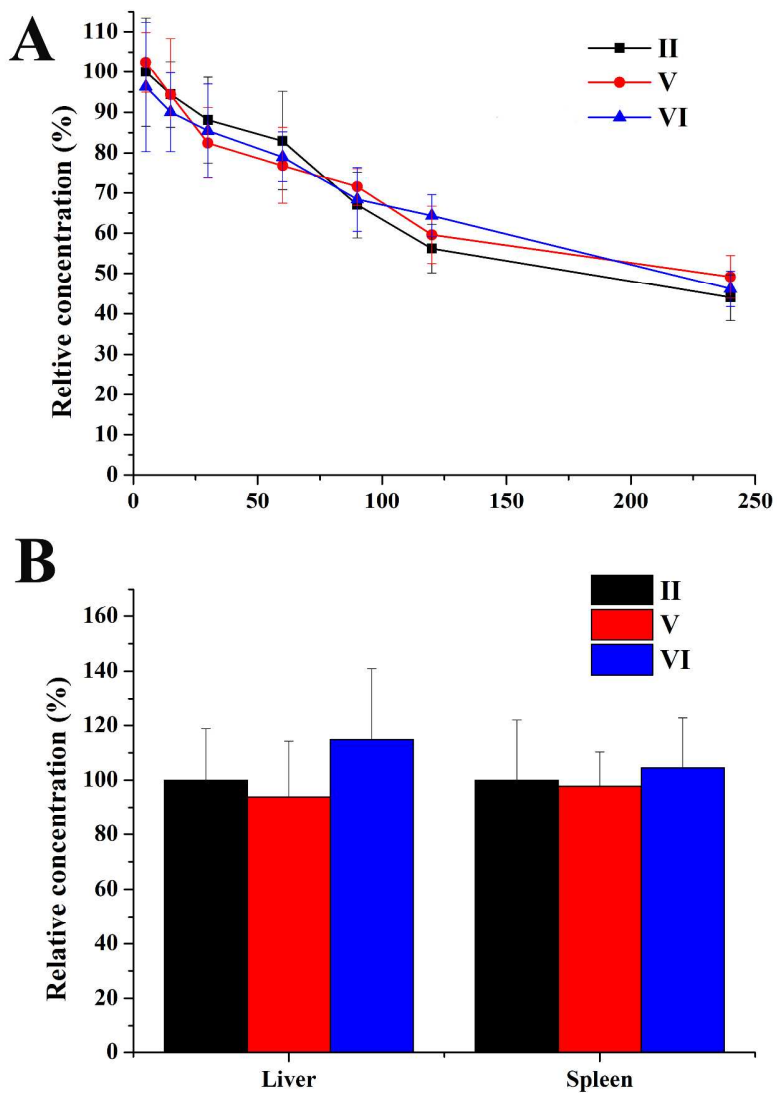 A
II
V
VI
Reltive concentration (%)
110
100
90
80
70
60
50
40
30
20
10
0
0 50 100 150 200 250
B
II
V
VI
Relative concentration (%)
160
140
120
100
80
60
40
20
0
Liver Spleen